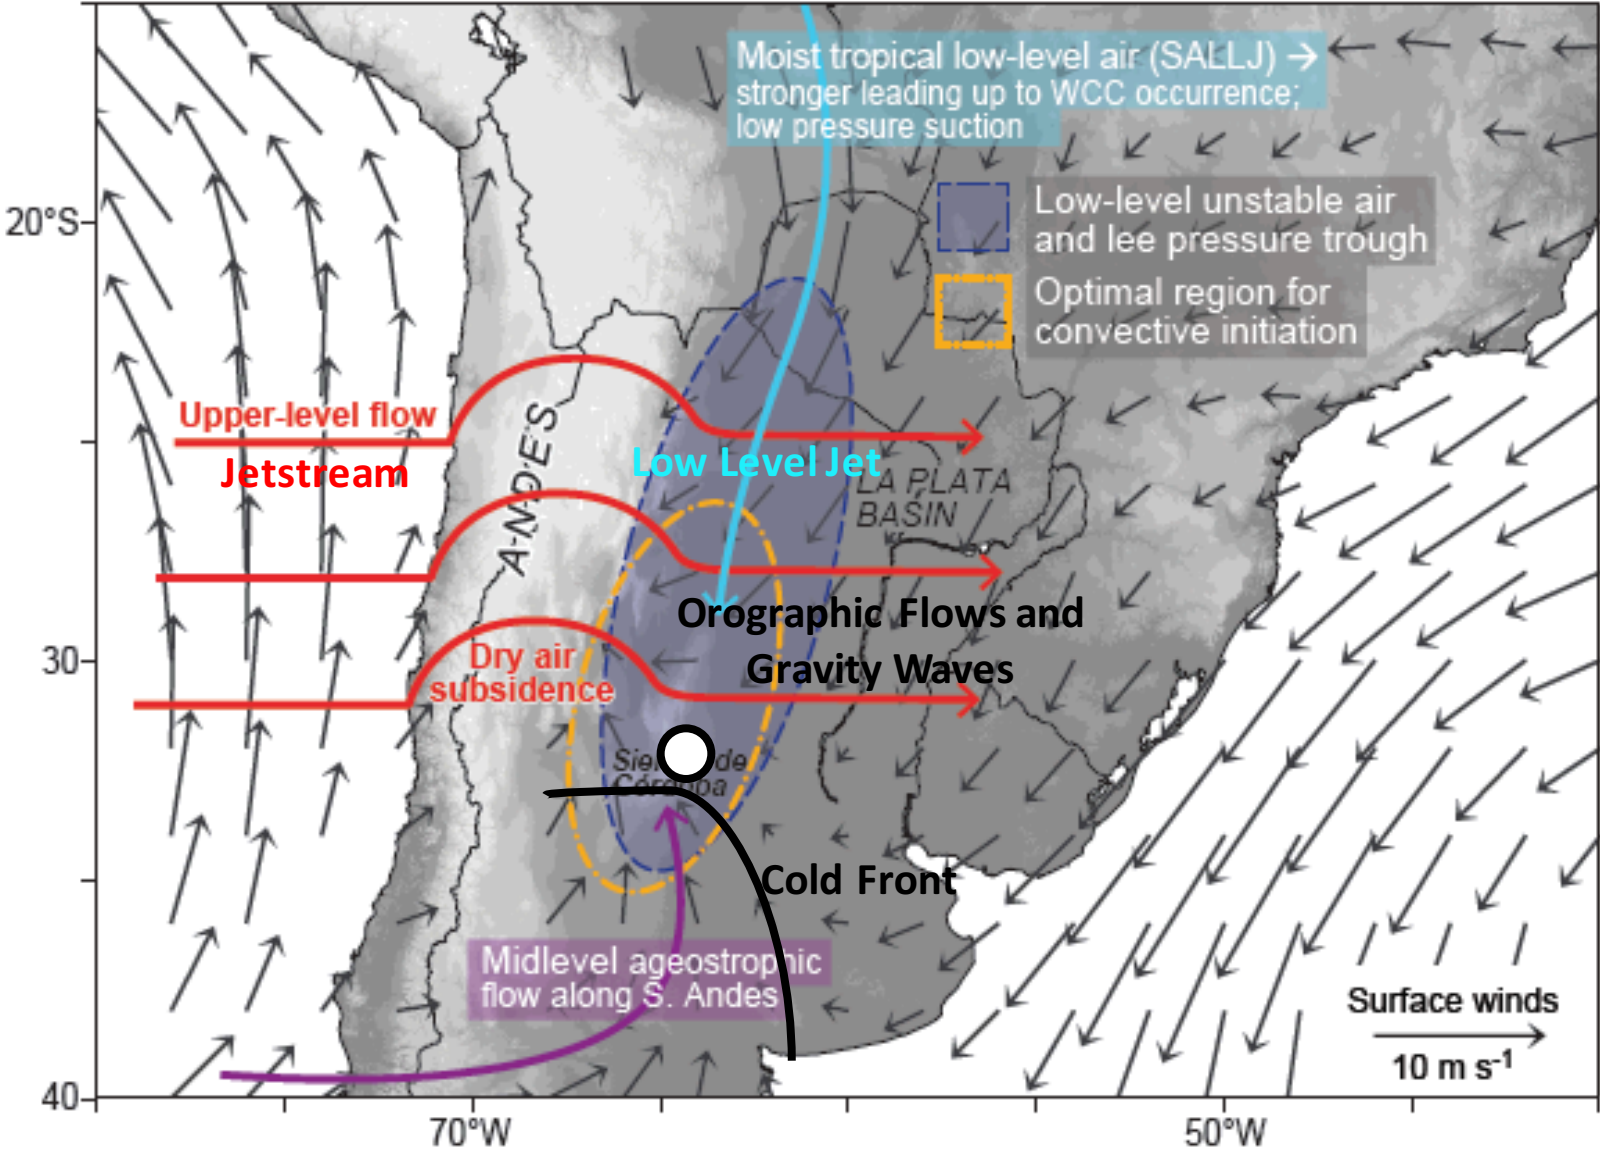 Moist tropical low-level air (SALLJ) →
stronger leading up to WCC occurrence;
low pressure suction
20°S
Low-level unstable air
and lee pressure trough
Optimal region for
convective initiation
Upper-level flow
Jetstream
ANDES
Low Level Jet
LA PLATA
BASIN
Orographic Flows and
Gravity Waves
30
Dry air
subsidence
de
Cold Front
Midlevel ageostrophic
flow along S. Andes
Surface winds
10 m s-1
40
70°W
50°W